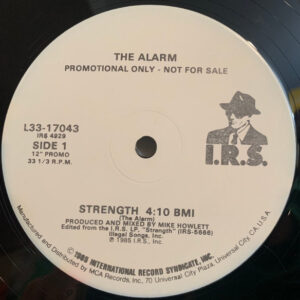 THE ALARM
PROMOTIONAL ONLY - NOT FOR SALE
L33-17043
IRS 4929
SIDE 1
12" PROMO
33 1/3 R.P.M.
I.R.S.
STRENGTH 4:10 BMI
(The Alarm)
PRODUCED AND MIXED BY MIKE HOWLETT
Edited from the I.R.S. LP. "Strength" (IRS-5666)
Illegal Songs, Inc.
℗ 1985 I.R.S., Inc.
© 1985 INTERNATIONAL RECORD SYNDICATE, INC.
Manufactured and Distributed by MCA Records, Inc., 70 Universal City Plaza, Universal City, CA. U.S.A.